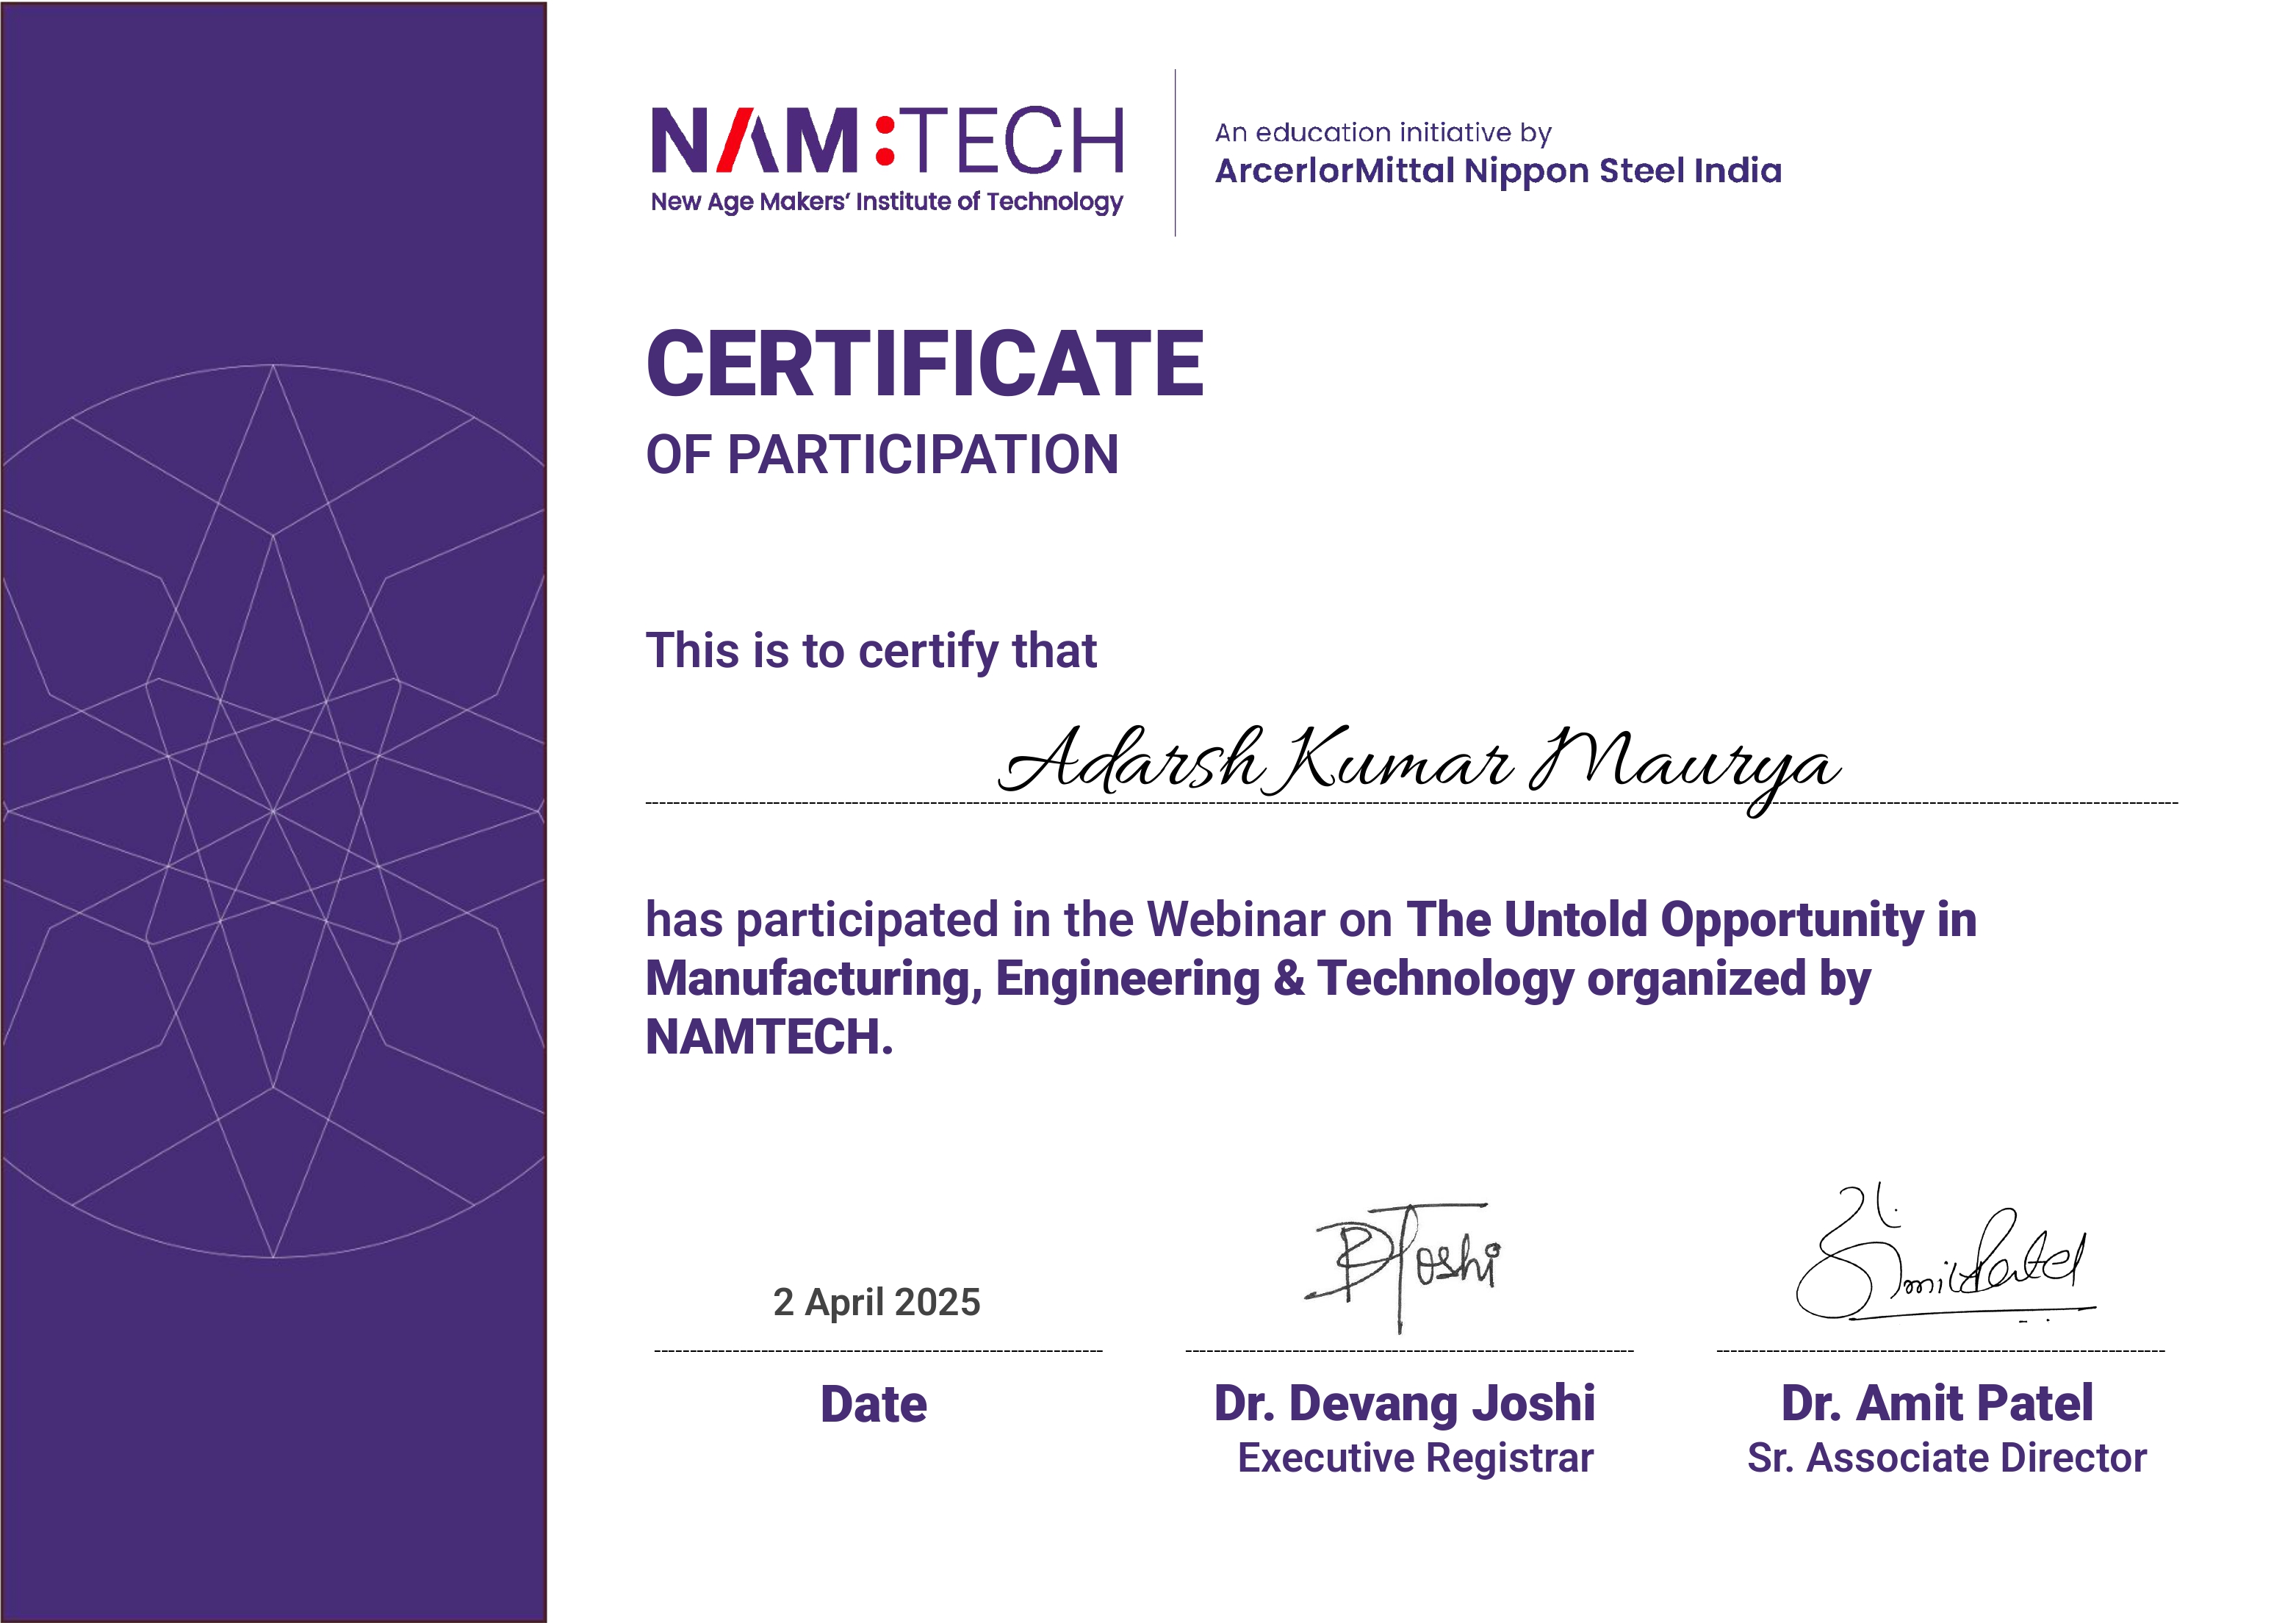 NAM:TECH
New Age Makers' Institute of Technology
An education initiative by
ArcerlorMittal Nippon Steel India
CERTIFICATE
OF PARTICIPATION
This is to certify that
Adarsh Kumar Maurya
has participated in the Webinar on The Untold Opportunity in
Manufacturing, Engineering & Technology organized by
NAMTECH.
2 April 2025
Date
DJoshi
Dr. Devang Joshi
Executive Registrar
Amit Patel
Dr. Amit Patel
Sr. Associate Director